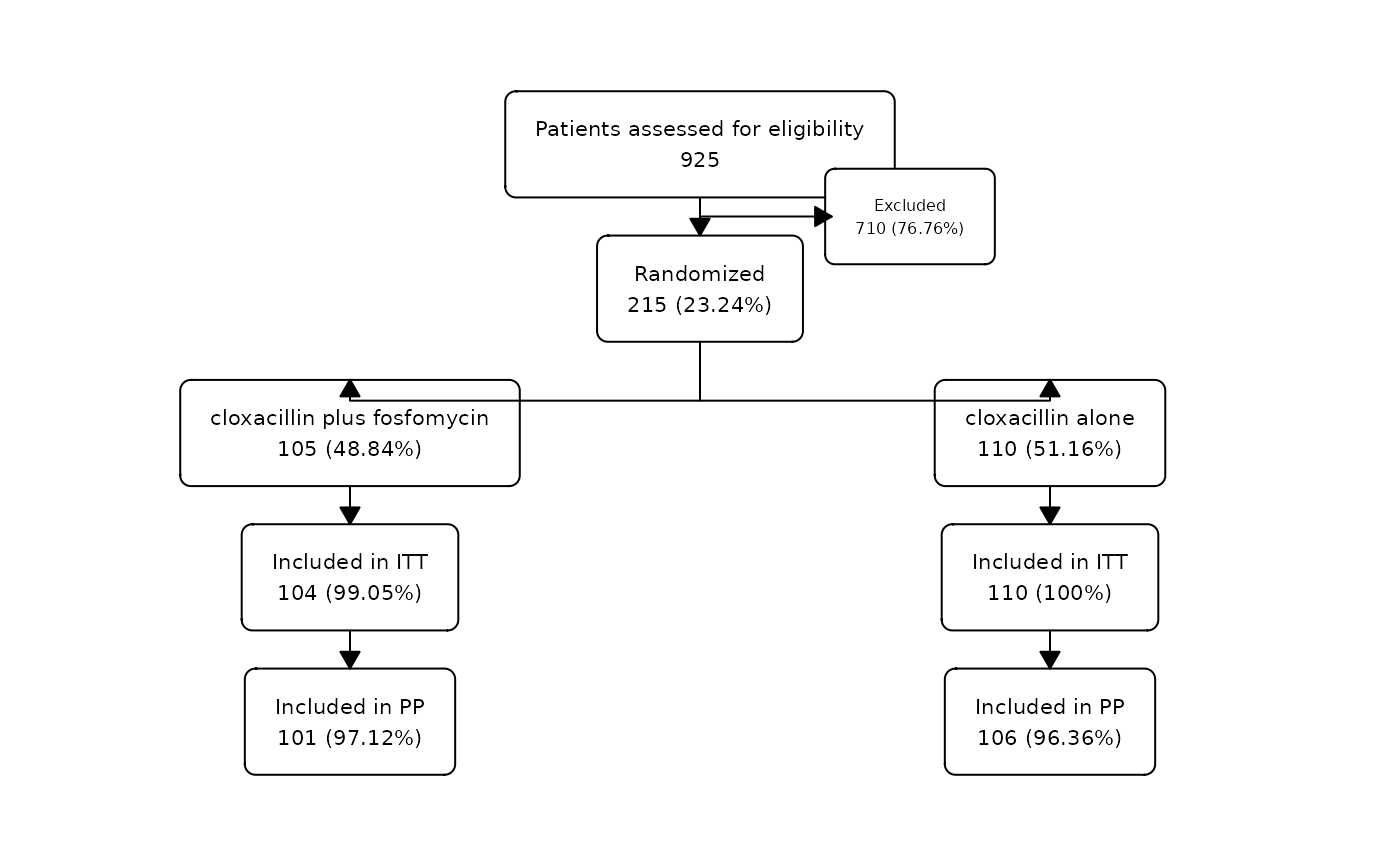 Patients assessed for eligibility
925
Excluded
710 (76.76%)
Randomized
215 (23.24%)
cloxacillin plus fosfomycin
105 (48.84%)
cloxacillin alone
110 (51.16%)
Included in ITT
104 (99.05%)
Included in ITT
110 (100%)
Included in PP
101 (97.12%)
Included in PP
106 (96.36%)